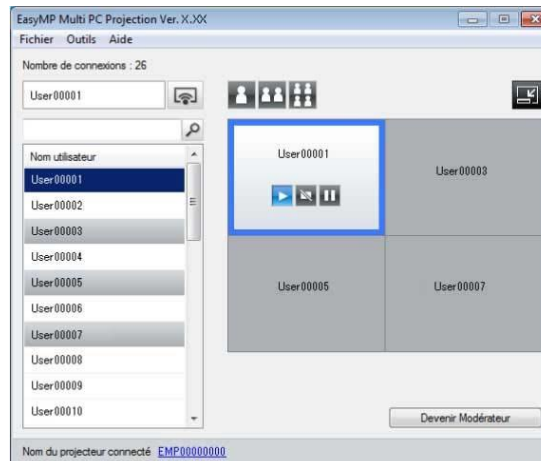 EasyMP Multi PC Projection Ver. X.XX
Fichier Outils Aide
Nombre de connexions : 26
User00001
Nom utilisateur
User00001
User00002
User00003
User00004
User00005
User00006
User00007
User00008
User00009
User00010
User00001
User00003
User00005
User00007
Devenir Modérateur
Nom du projecteur connecté EMP00000000